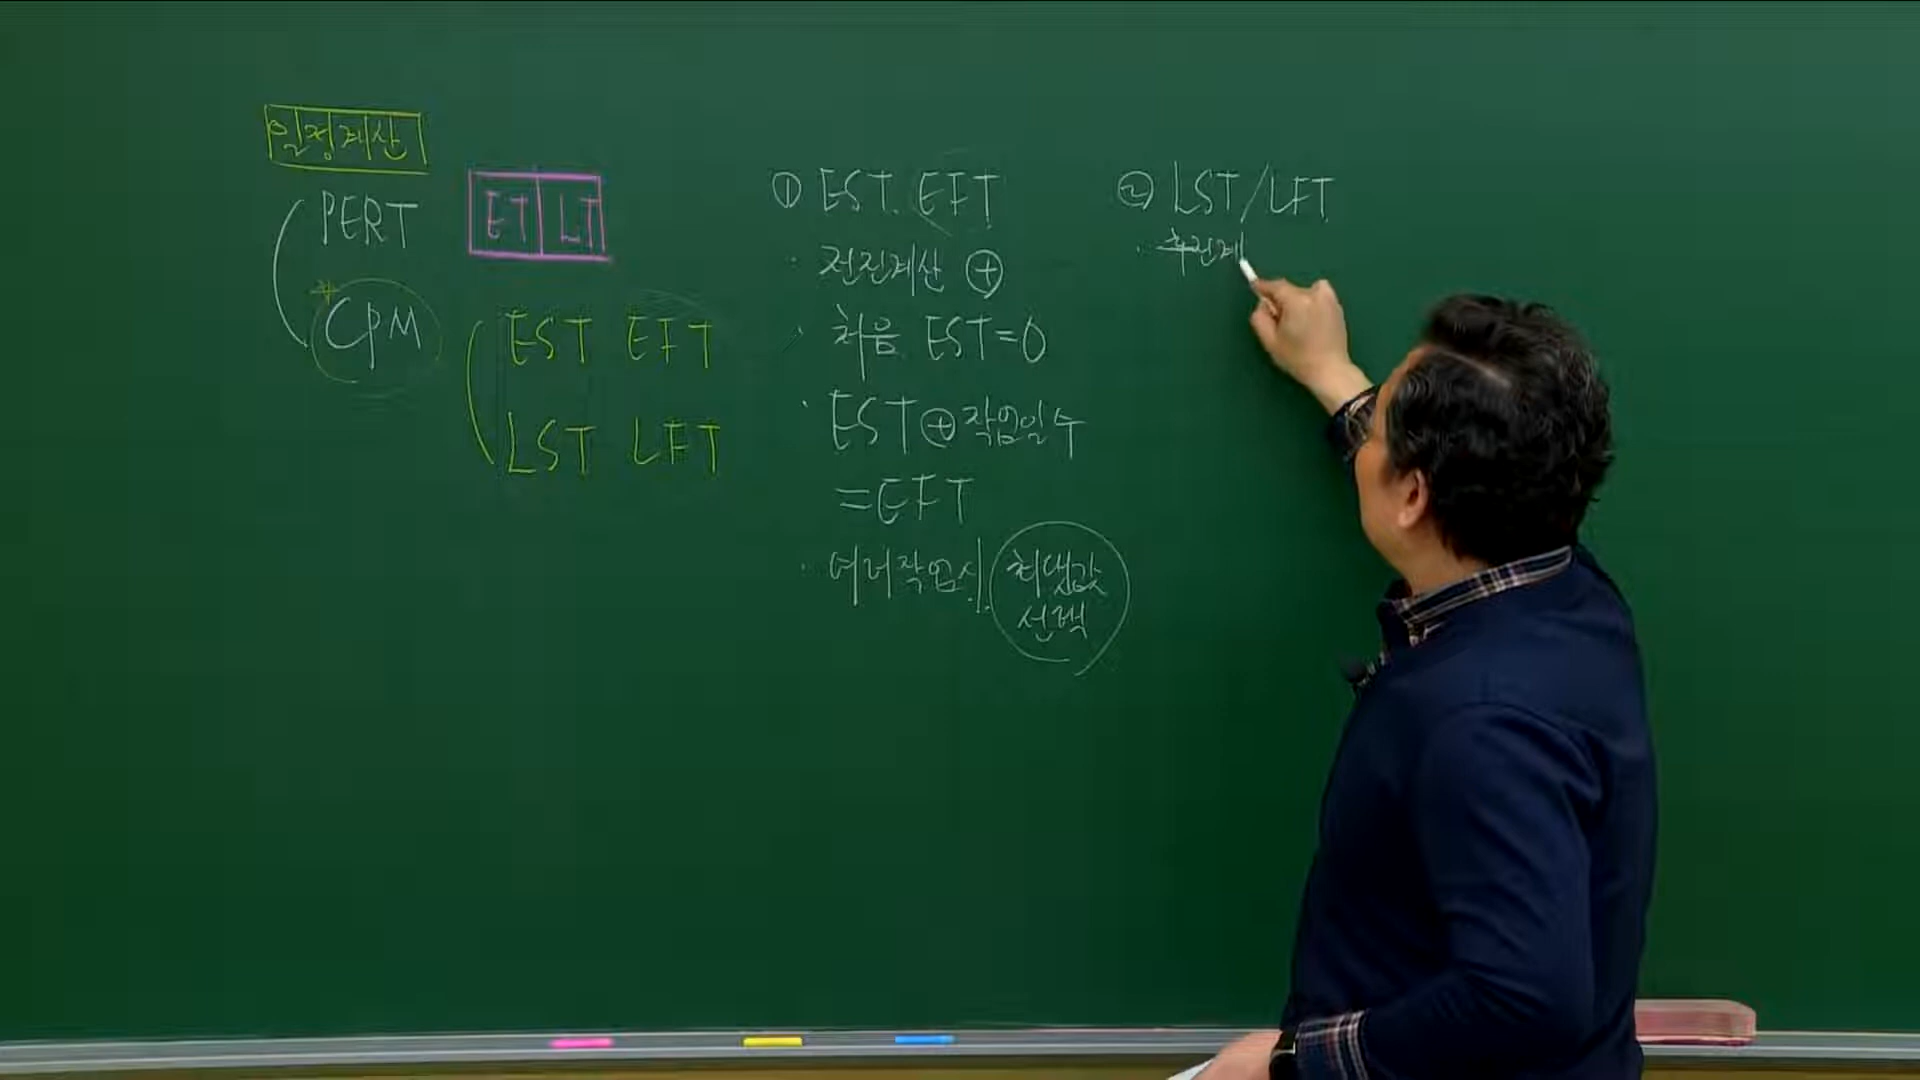 일정계산
PERT
CPM
ET LT
EST EFT
LST LFT
① EST. EFT
· 전진계산 ⊕
· 처음 EST=0
· EST ⊕ 작업일수
=EFT
· 여러작업시 최대값
선택
② LST/LFT
· 후진계